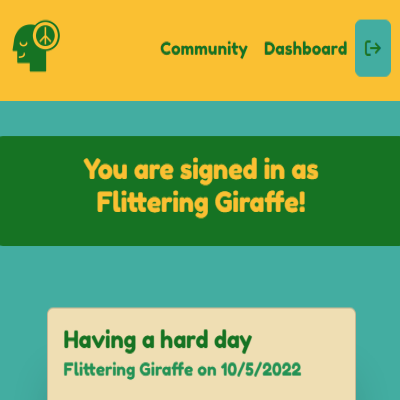 Community Dashboard
You are signed in as
Flittering Giraffe!
Having a hard day
Flittering Giraffe on 10/5/2022